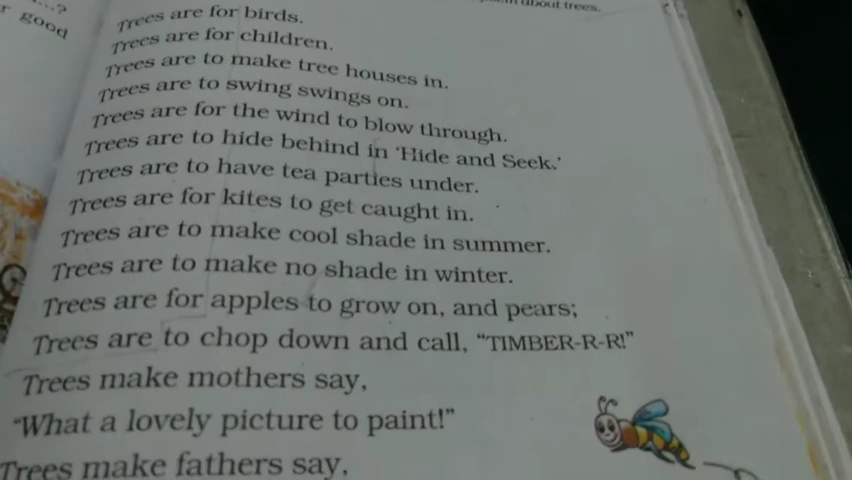 ...?
r good
poem about trees.
Trees are for birds.
Trees are for children.
Trees are to make tree houses in.
Trees are to swing swings on.
Trees are for the wind to blow through.
Trees are to hide behind in ‘Hide and Seek.’
Trees are to have tea parties under.
Trees are for kites to get caught in.
Trees are to make cool shade in summer.
Trees are to make no shade in winter.
Trees are for apples to grow on, and pears;
Trees are to chop down and call, “TIMBER-R-R!”
Trees make mothers say,
“What a lovely picture to paint!”
Trees make fathers say,